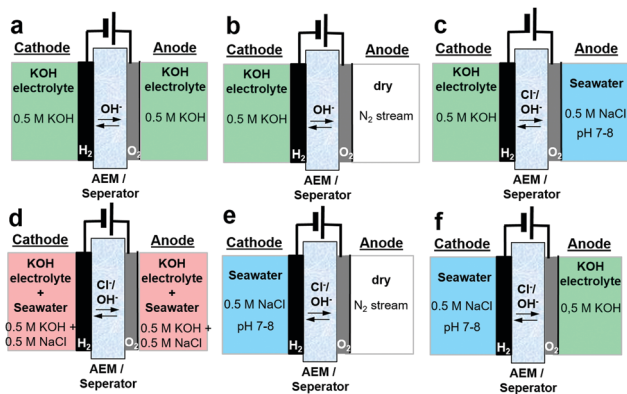 a
Cathode
Anode
KOH
electrolyte
0.5 M KOH
OH-
H2
O2
KOH
electrolyte
0.5 M KOH
AEM /
Seperator
b
Cathode
Anode
KOH
electrolyte
0.5 M KOH
OH-
H2
O2
dry
N2 stream
AEM /
Seperator
c
Cathode
Anode
KOH
electrolyte
0.5 M KOH
Cl-/
OH-
H2
O2
Seawater
0.5 M NaCl
pH 7-8
AEM /
Seperator
d
Cathode
Anode
KOH
electrolyte
+
Seawater
0.5 M KOH +
0.5 M NaCl
Cl-/
OH-
H2
O2
KOH
electrolyte
+
Seawater
0.5 M KOH +
0.5 M NaCl
AEM /
Seperator
e
Cathode
Anode
Seawater
0.5 M NaCl
pH 7-8
Cl-/
OH-
H2
O2
dry
N2 stream
AEM /
Seperator
f
Cathode
Anode
Seawater
0.5 M NaCl
pH 7-8
Cl-/
OH-
H2
O2
KOH
electrolyte
0,5 M KOH
AEM /
Seperator